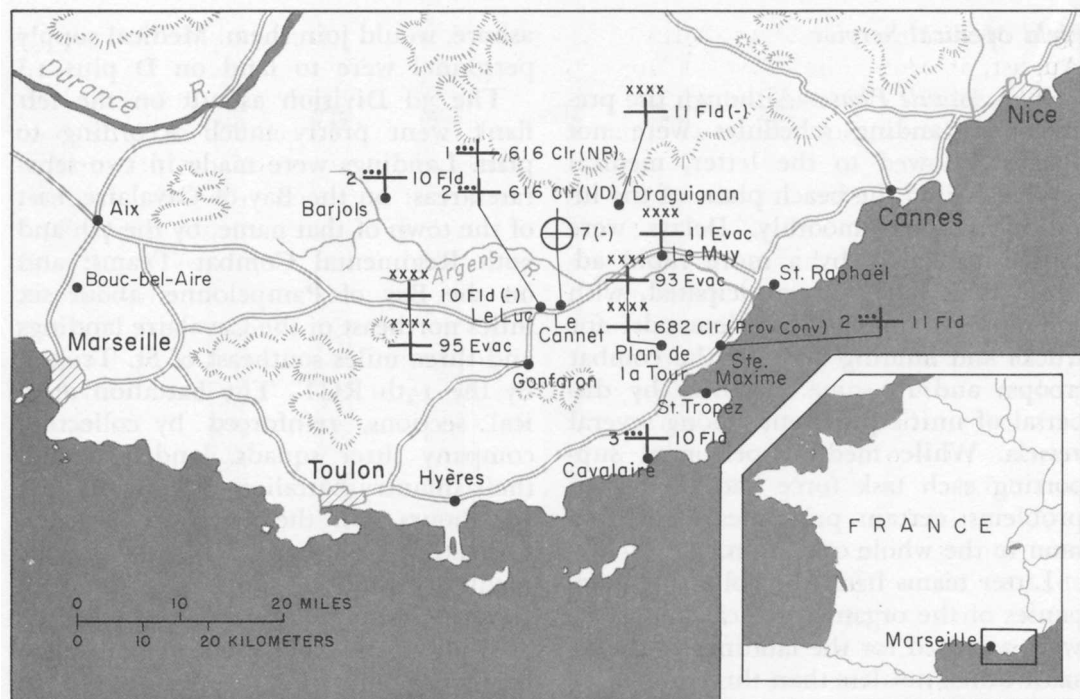 Durance R.
xxxx
11 Fld (-)
Nice
1 616 Clr (NP)
2 10 Fld
2 616 Clr (VD)
Draguignan
Barjols
xxxx
Aix
Cannes
7(-)
11 Evac
Argens R.
Le Muy
xxxx
xxxx
93 Evac
Bouc-bel-Aire
St. Raphaël
10 Fld (-)
Le Luc
xxxx
xxxx
Le Cannet
682 Clr (Prov Conv)
2 11 Fld
Marseille
95 Evac
Plan de
la Tour
Ste.
Maxime
Gonfaron
St. Tropez
3 10 Fld
Toulon
Hyères
Cavalaire
FRANCE
0 10 20 MILES
0 10 20 KILOMETERS
Marseille